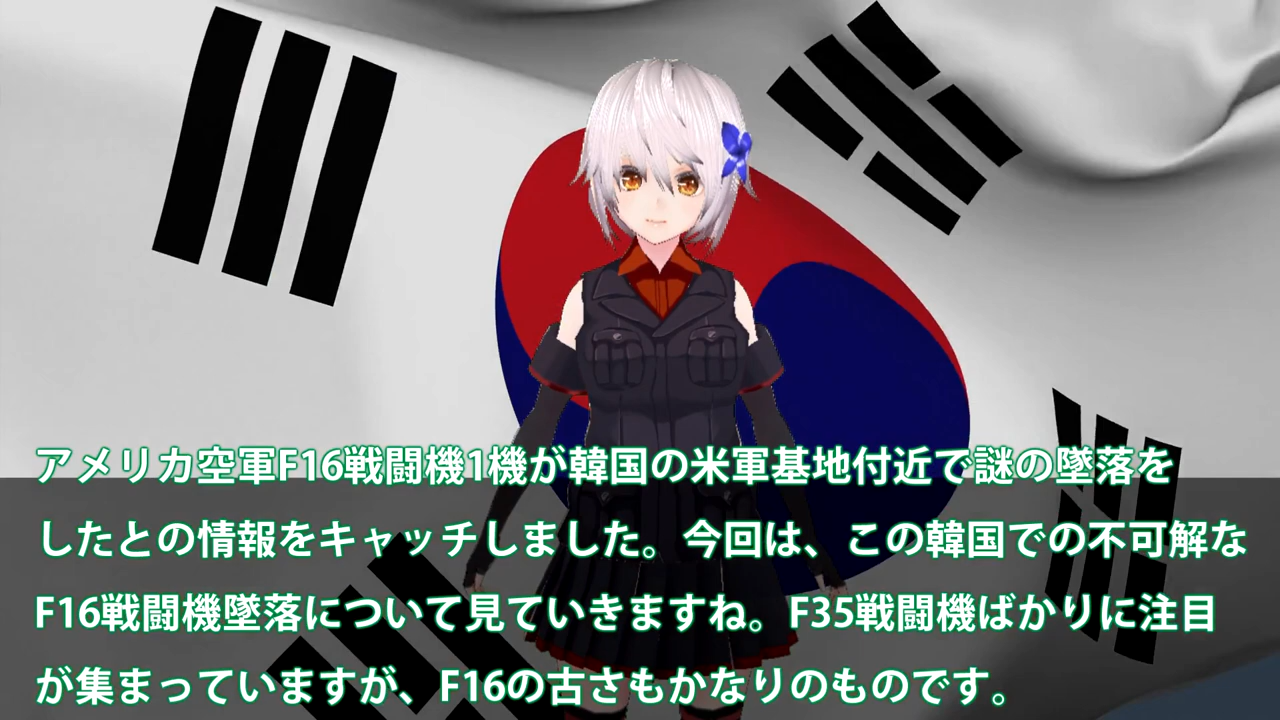 アメリカ空軍F16戦闘機1機が韓国の米軍基地付近で謎の墜落を
したとの情報をキャッチしました。今回は、この韓国での不可解な
F16戦闘機墜落について見ていきますね。F35戦闘機ばかりに注目
が集まっていますが、F16の古さもかなりのものです。